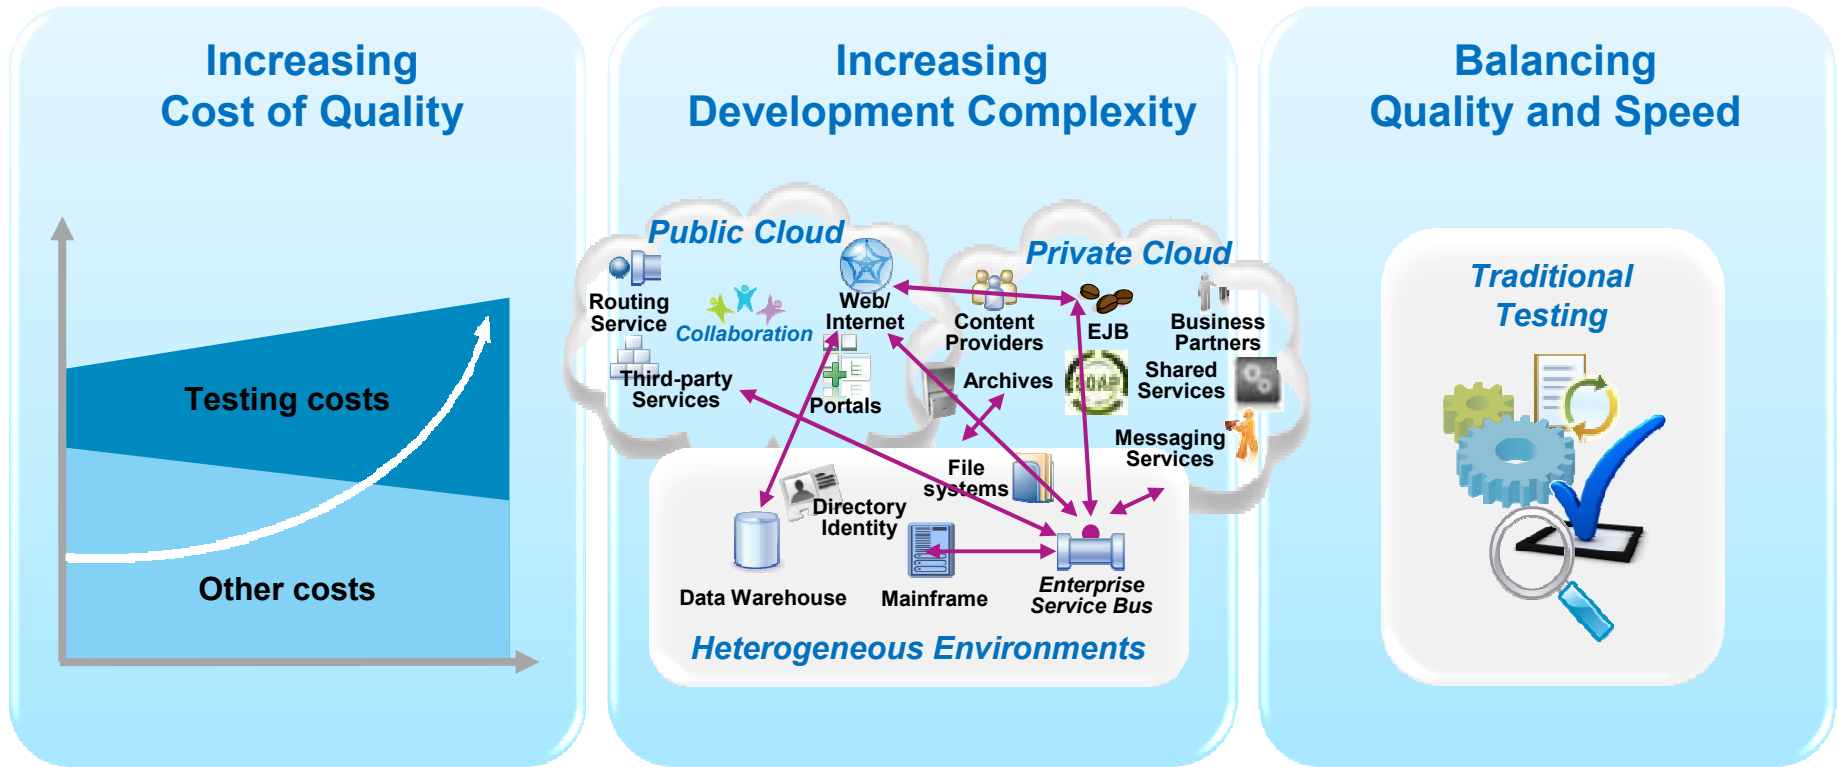 Increasing
Cost of Quality
Testing costs
Other costs
Increasing
Development Complexity
Public Cloud
Routing
Service
Collaboration
Web/
Internet
Third-party
Services
Portals
Private Cloud
Content
Providers
EJB
Business
Partners
Archives
SOAP
Shared
Services
Messaging
Services
File
systems
Directory
Identity
Data Warehouse
Mainframe
Enterprise
Service Bus
Heterogeneous Environments
Balancing
Quality and Speed
Traditional
Testing